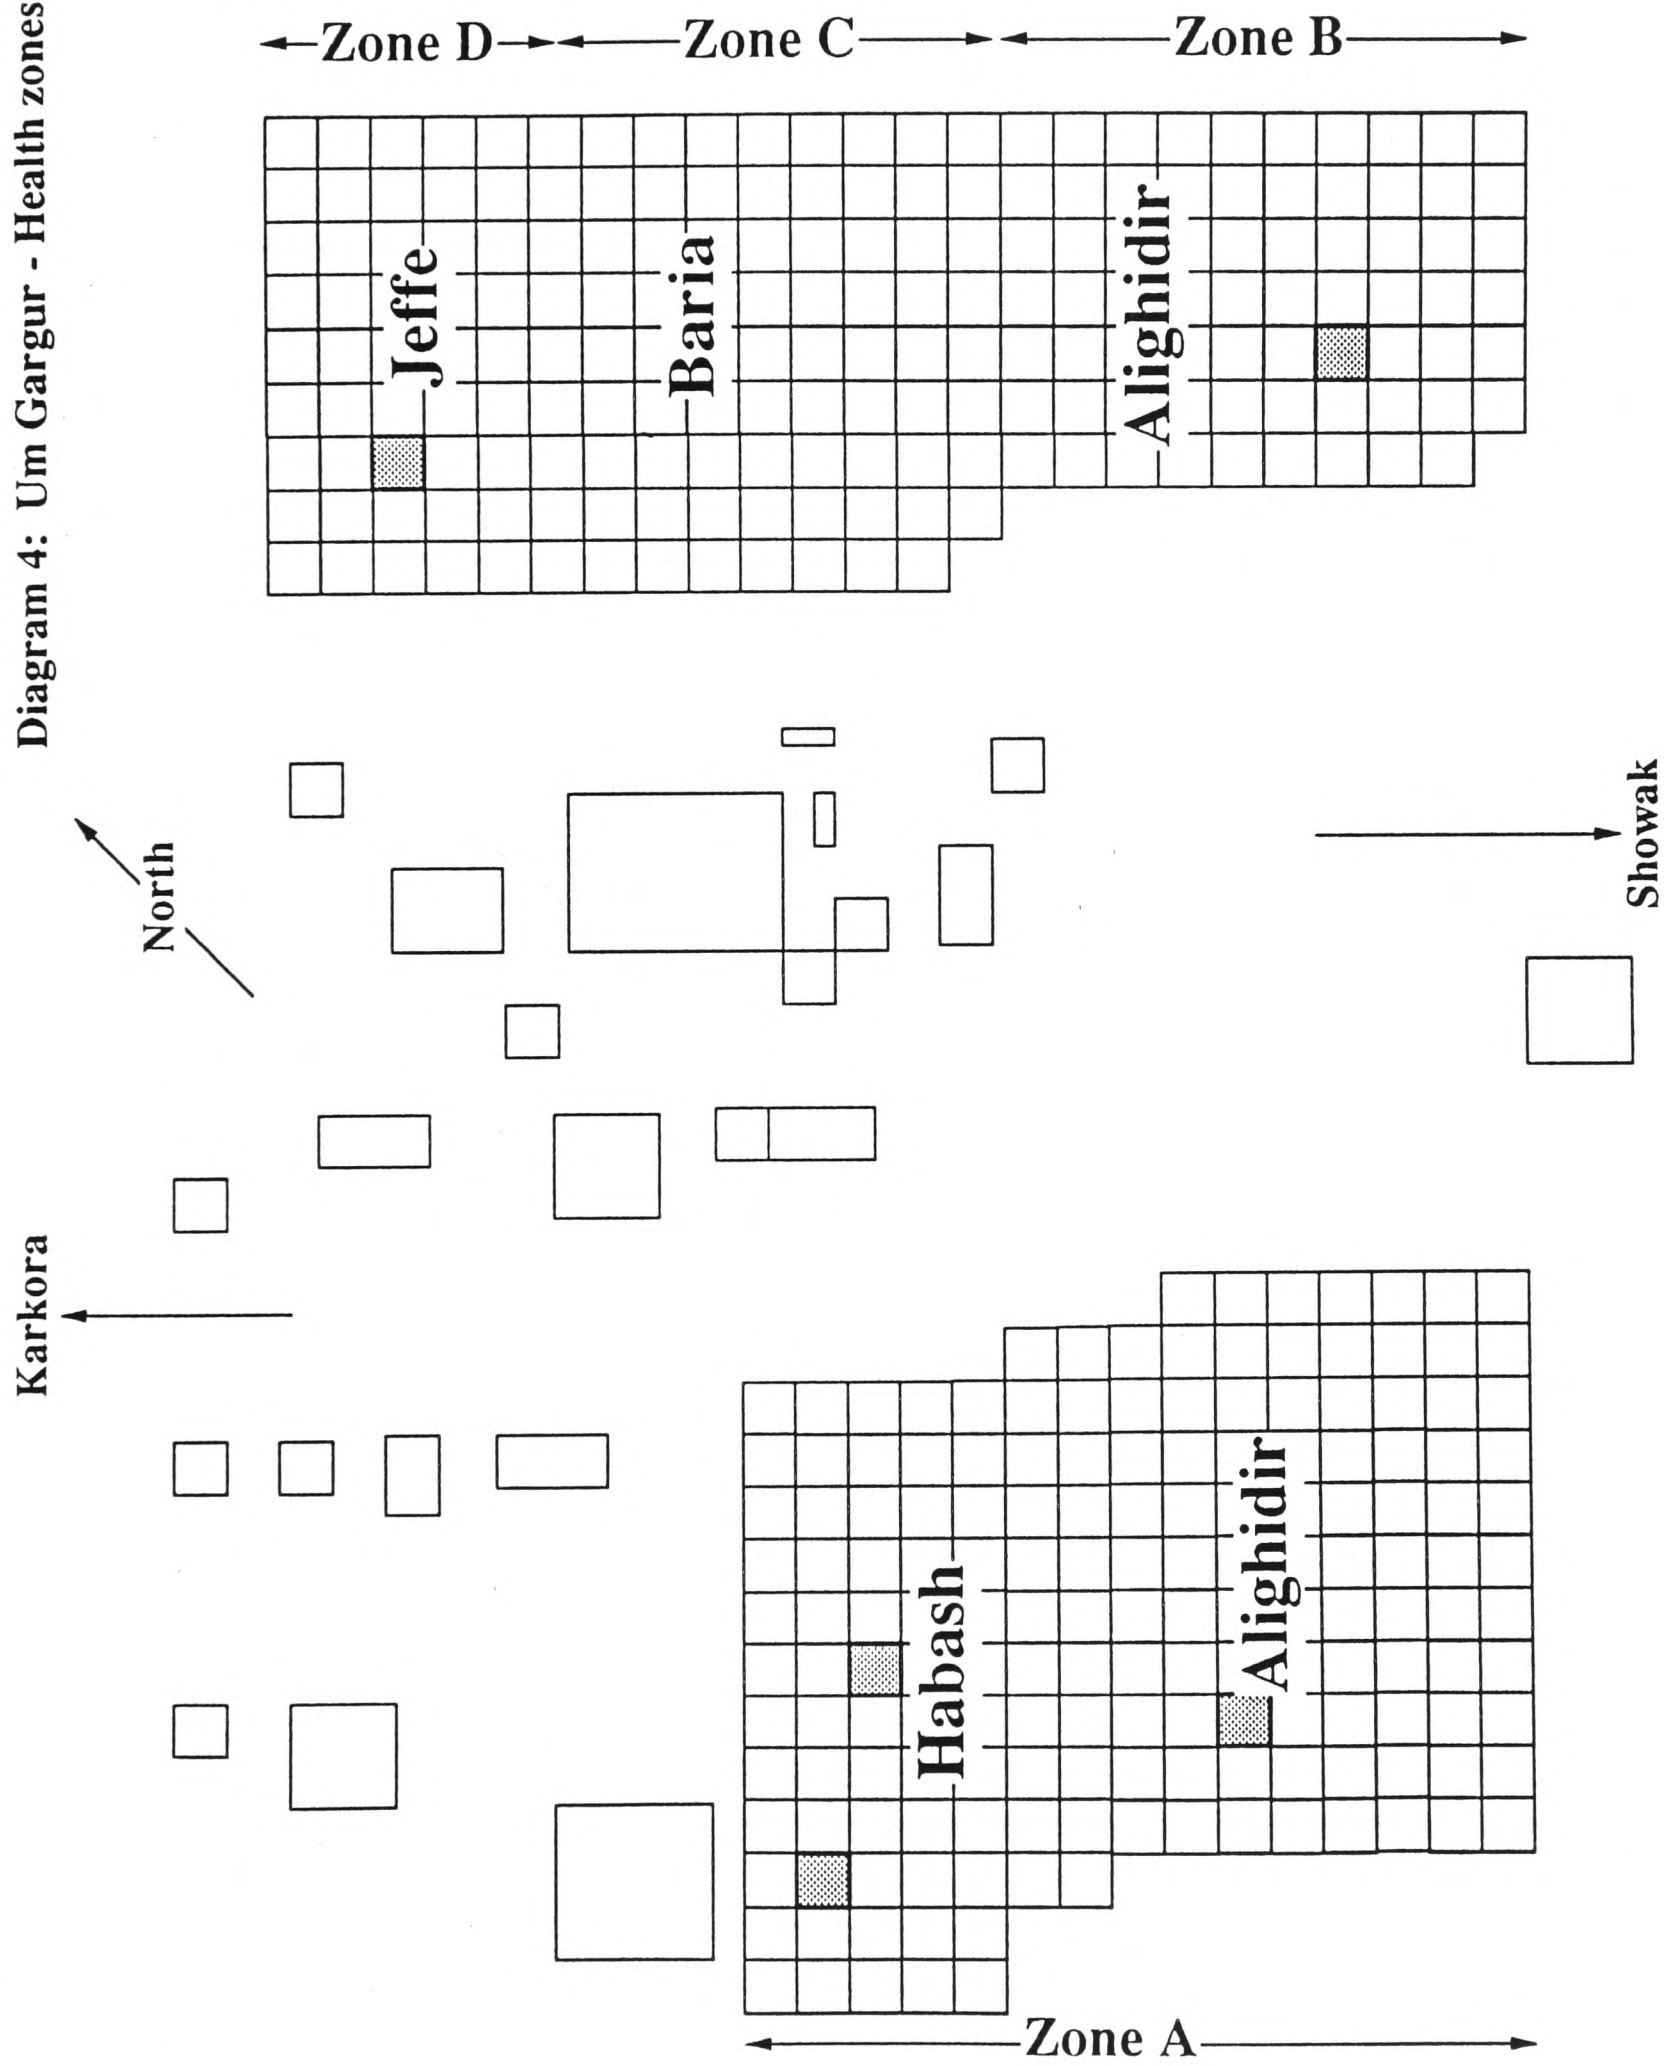 Diagram 4: Um Gargur - Health zones
Zone D
Zone C
Zone B
Jeffe
Baria
Alighidir
North
Showak
Karkora
Habash
Alighidir
Zone A